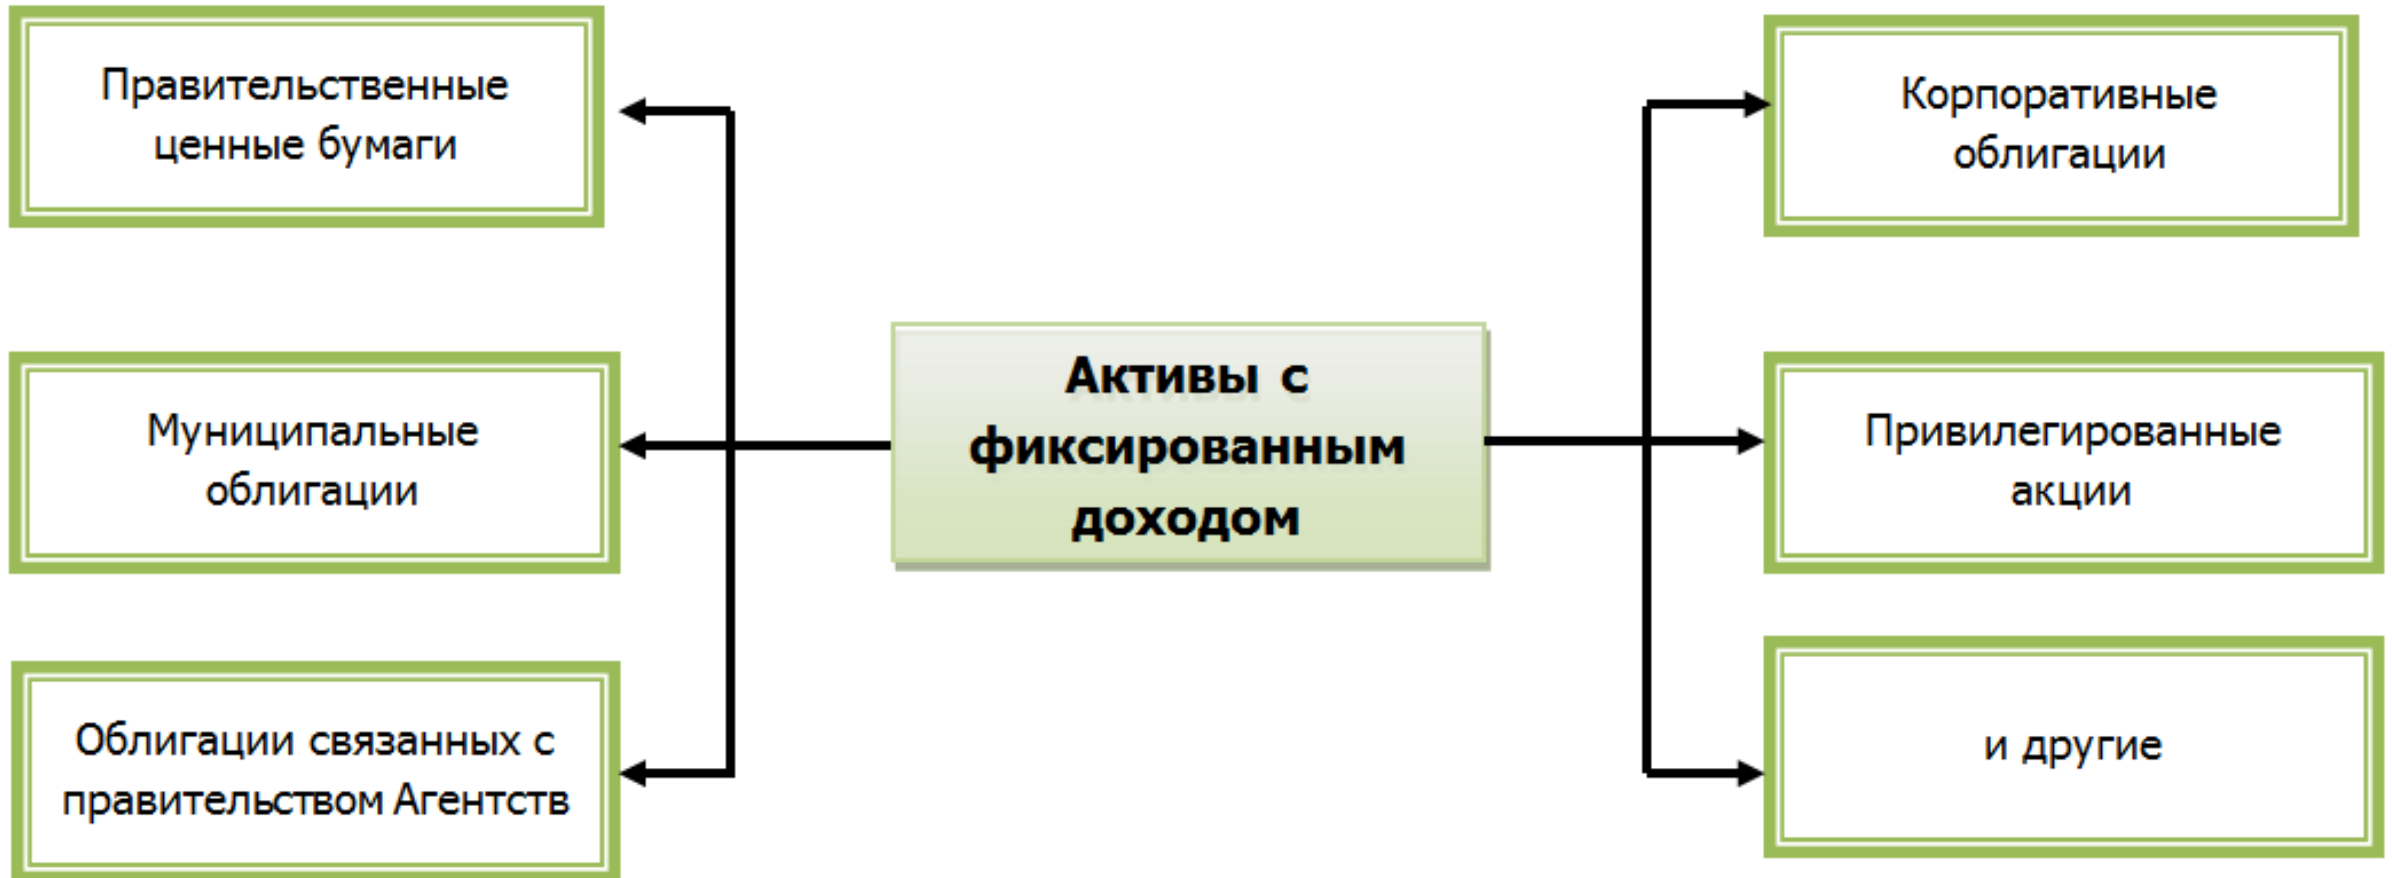 Правительственные
ценные бумаги
Муниципальные
облигации
Облигации связанных с
правительством Агентств
Активы с
фиксированным
доходом
Корпоративные
облигации
Привилегированные
акции
и другие